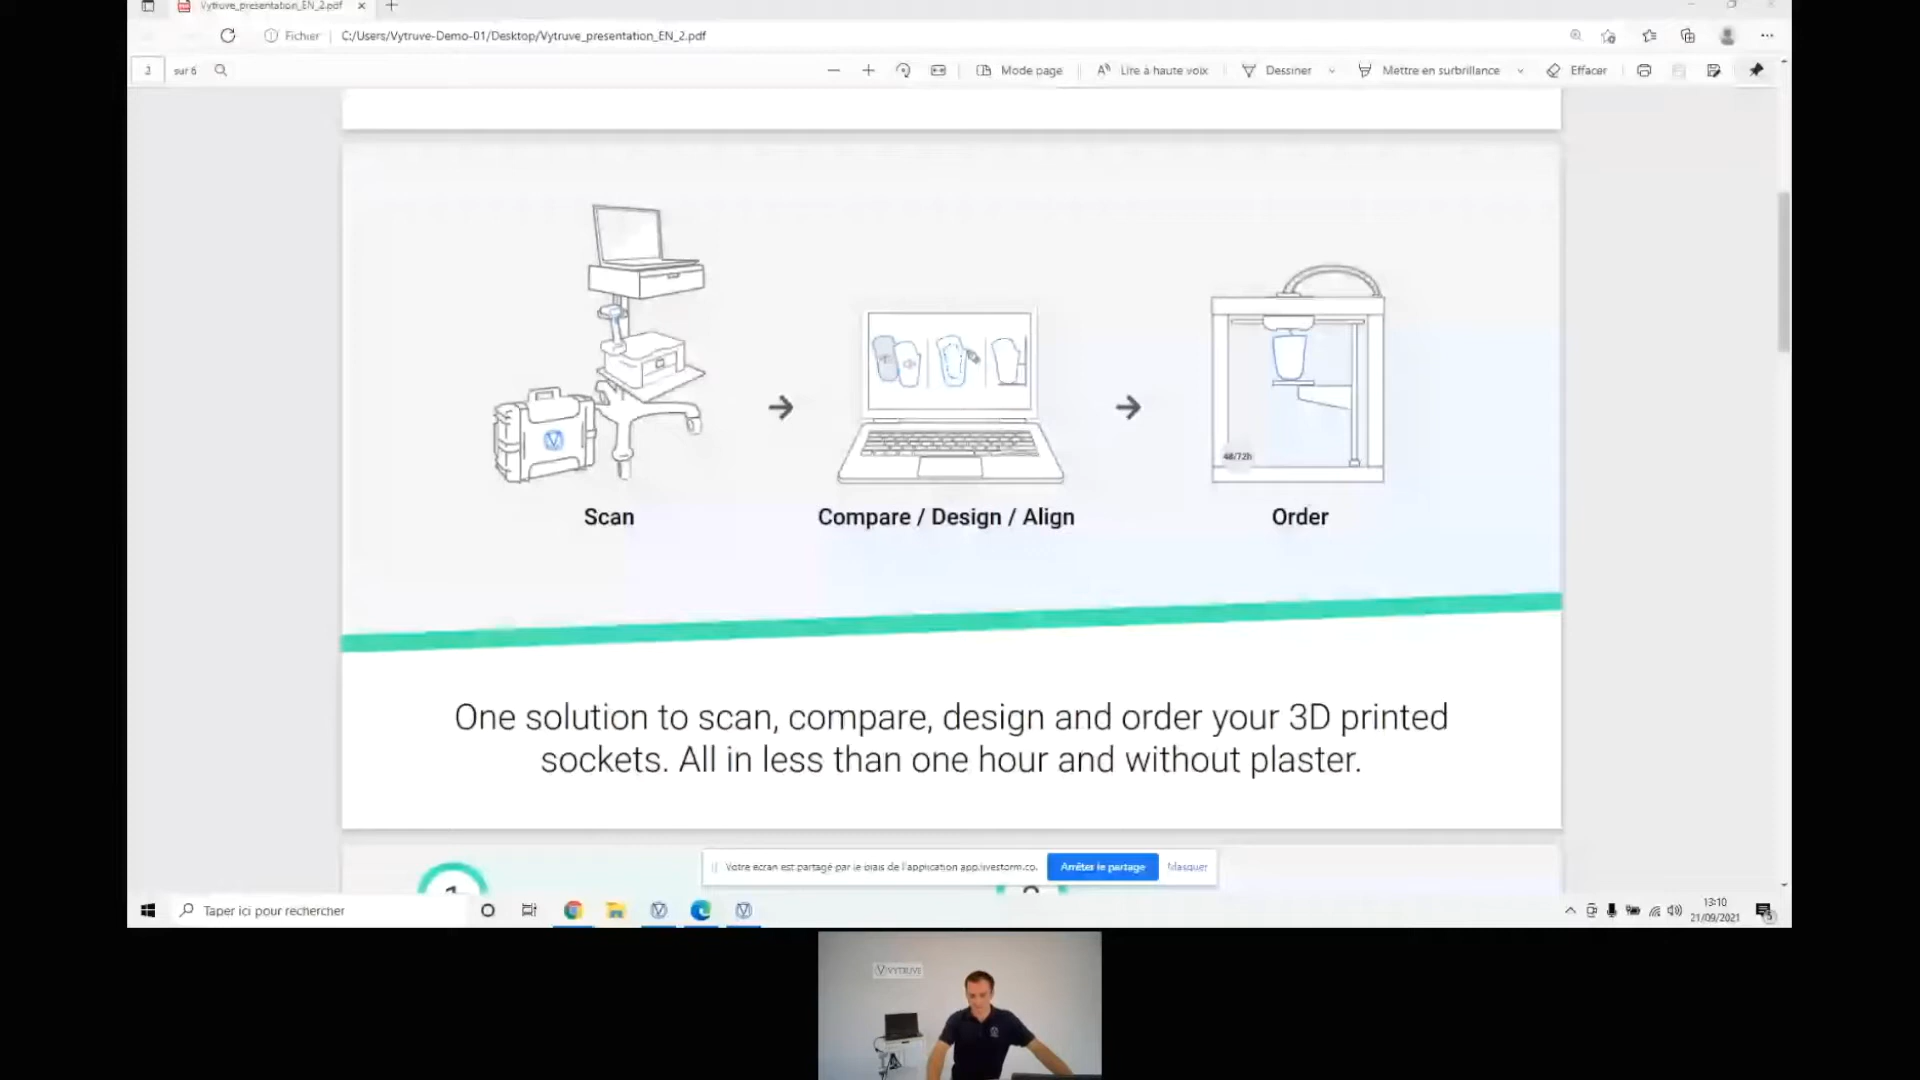 Vytruve_presentation_EN_2.pdf
Fichier
C:/Users/Vytruve-Demo-01/Desktop/Vytruve_presentation_EN_2.pdf
2 sur 6
Mode page
Lire à haute voix
Dessiner
Mettre en surbrillance
Effacer
48/72h
Scan
Compare / Design / Align
Order
One solution to scan, compare, design and order your 3D printed
sockets. All in less than one hour and without plaster.
Votre écran est partagé par le biais de l'application app.livestorm.co.
Arrêter le partage
Masquer
Taper ici pour rechercher
13:10
21/09/2021
5
VYTRUVE